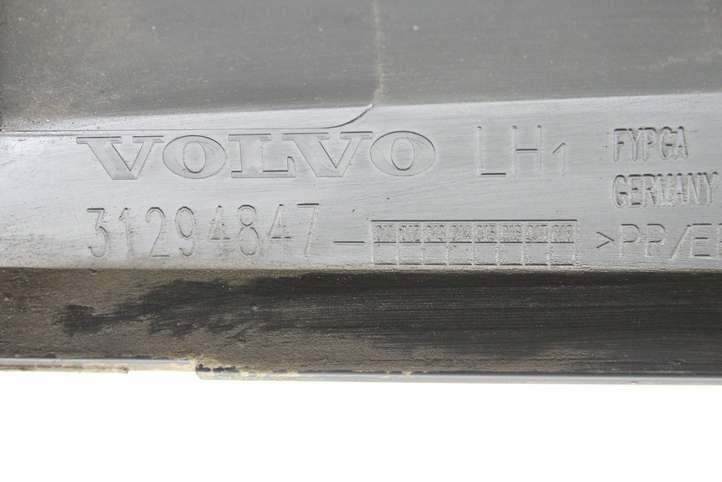 VOLVO LH1
31294847-
FYPGA
GERMANY
>PP/E